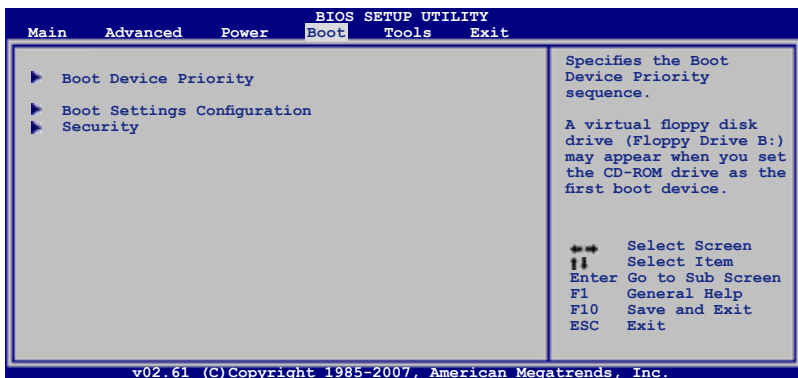 BIOS SETUP UTILITY
Main Advanced Power Boot Tools Exit
Boot Device Priority
Boot Settings Configuration
Security
Specifies the Boot
Device Priority
sequence.
A virtual floppy disk
drive (Floppy Drive B:)
may appear when you set
the CD-ROM drive as the
first boot device.
Select Screen
Select Item
Enter Go to Sub Screen
F1 General Help
F10 Save and Exit
ESC Exit
v02.61 (C)Copyright 1985-2007, American Megatrends, Inc.